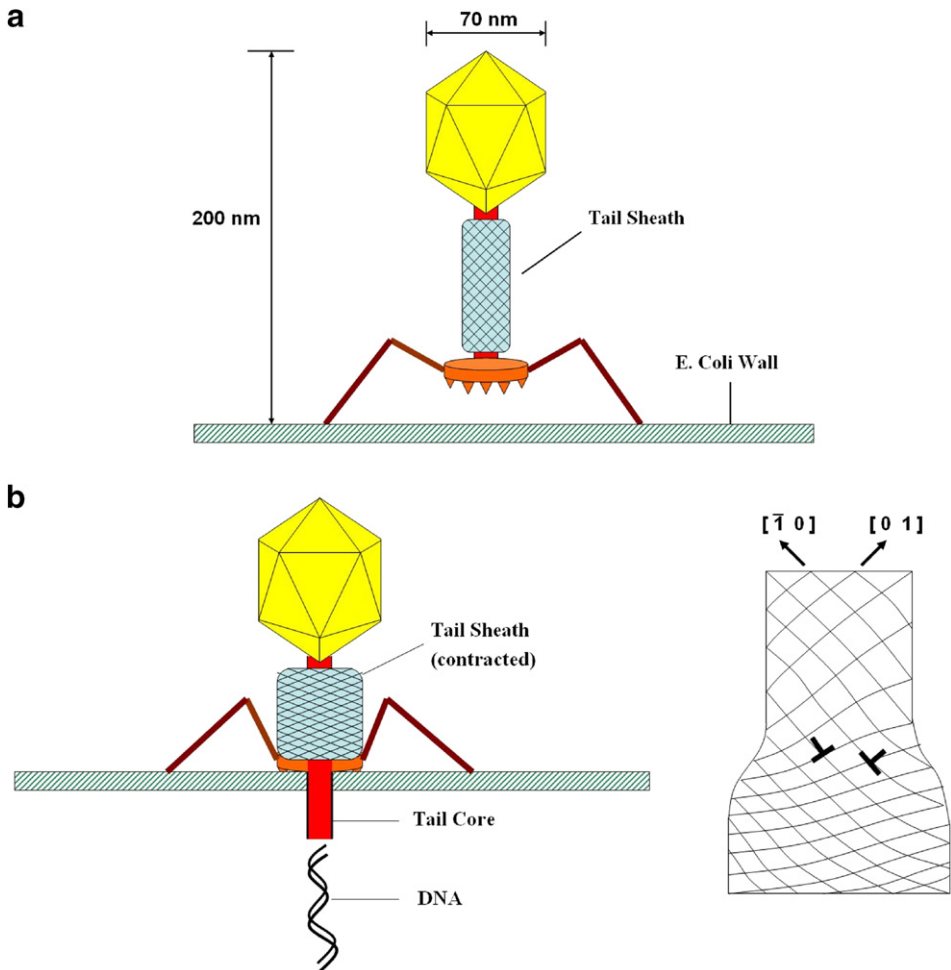 a
70 nm
200 nm
Tail Sheath
E. Coli Wall
b
[1̄ 0] [0 1]
Tail Sheath
(contracted)
Tail Core
DNA